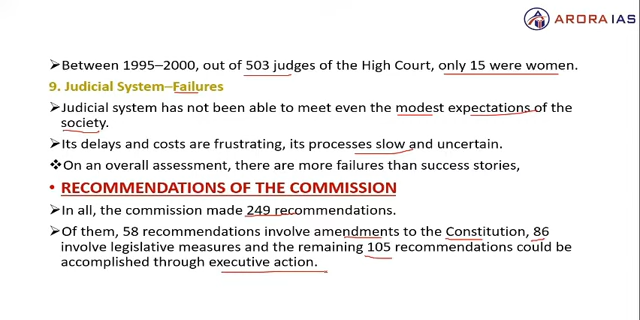 ARORA IAS
➢Between 1995–2000, out of 503 judges of the High Court, only 15 were women.
9. Judicial System–Failures
➢Judicial system has not been able to meet even the modest expectations of the
society.
➢Its delays and costs are frustrating, its processes slow and uncertain.
❖On an overall assessment, there are more failures than success stories,
• RECOMMENDATIONS OF THE COMMISSION
➢In all, the commission made 249 recommendations.
➢Of them, 58 recommendations involve amendments to the Constitution, 86
involve legislative measures and the remaining 105 recommendations could be
accomplished through executive action.